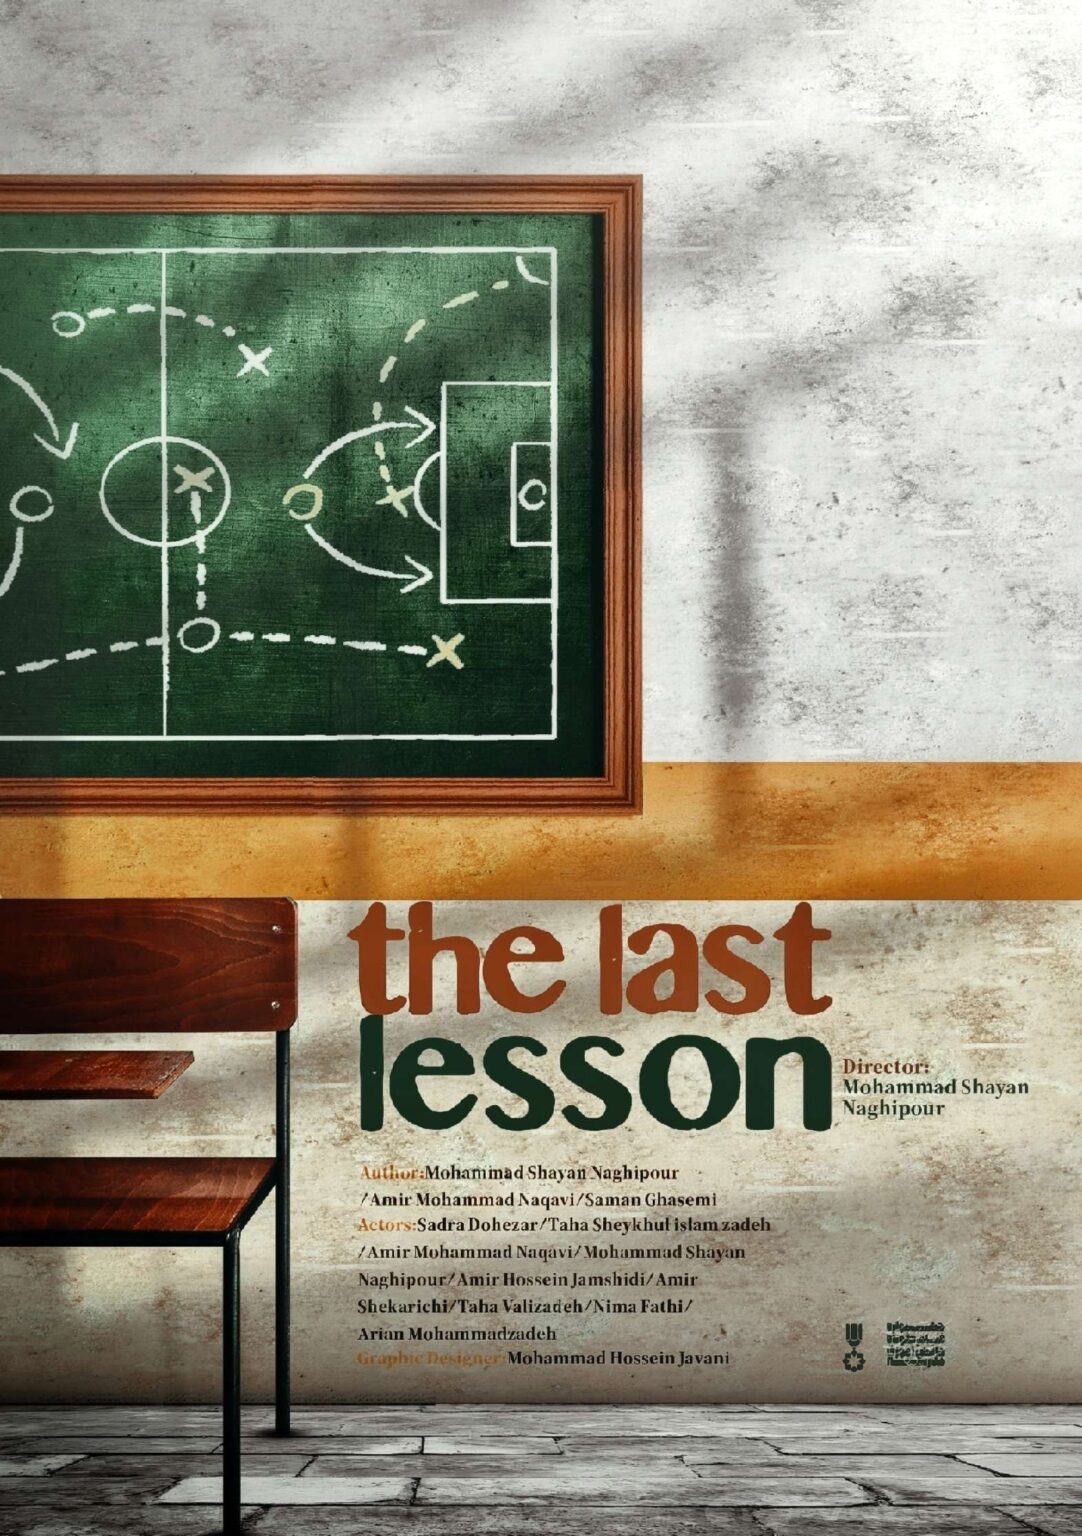 the last
lesson
Director:
Mohammad Shayan
Naghipour
Author:Mohammad Shayan Naghipour
/Amir Mohammad Naqavi/Saman Ghasemi
Actors:Sadra Dohezar/Taha Sheykhul islam zadeh
/Amir Mohammad Naqavi/Mohammad Shayan
Naghipour/Amir Hossein Jamshidi/Amir
Shekarichi/Taha Valizadeh/Nima Fathi/
Arian Mohammadzadeh
Graphic Designer:Mohammad Hossein Javani